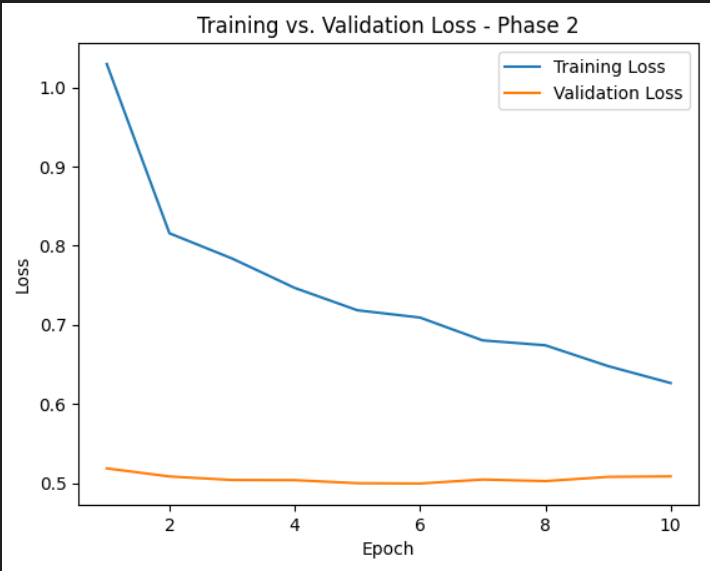 Training vs. Validation Loss - Phase 2
Training Loss
Validation Loss
1.0
0.9
0.8
0.7
0.6
0.5
Loss
2 4 6 8 10
Epoch